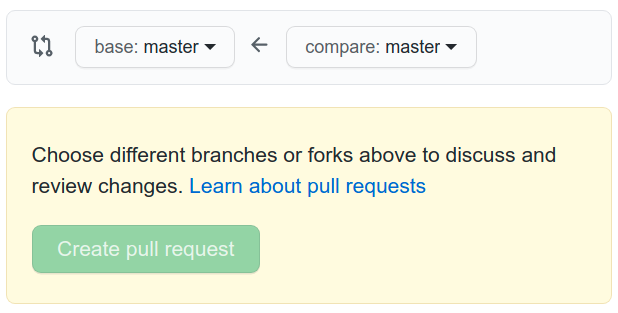 base: master compare: master
Choose different branches or forks above to discuss and
review changes. Learn about pull requests
Create pull request